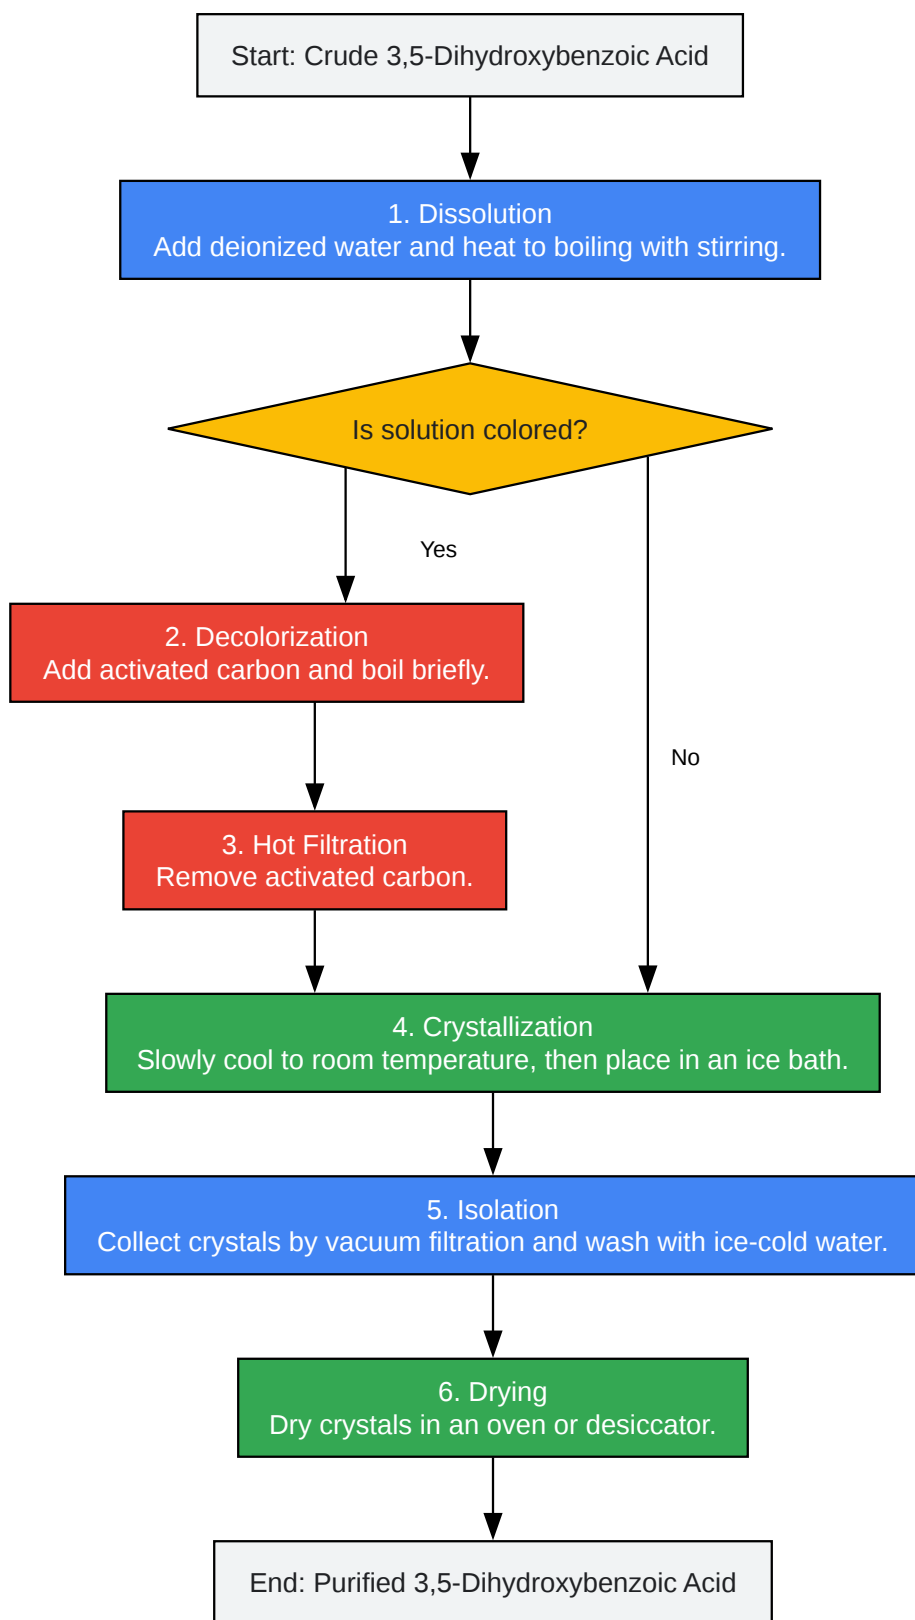 Start: Crude 3,5-Dihydroxybenzoic Acid
1. Dissolution
Add deionized water and heat to boiling with stirring.
Is solution colored?
Yes
2. Decolorization
Add activated carbon and boil briefly.
No
3. Hot Filtration
Remove activated carbon.
4. Crystallization
Slowly cool to room temperature, then place in an ice bath.
5. Isolation
Collect crystals by vacuum filtration and wash with ice-cold water.
6. Drying
Dry crystals in an oven or desiccator.
End: Purified 3,5-Dihydroxybenzoic Acid